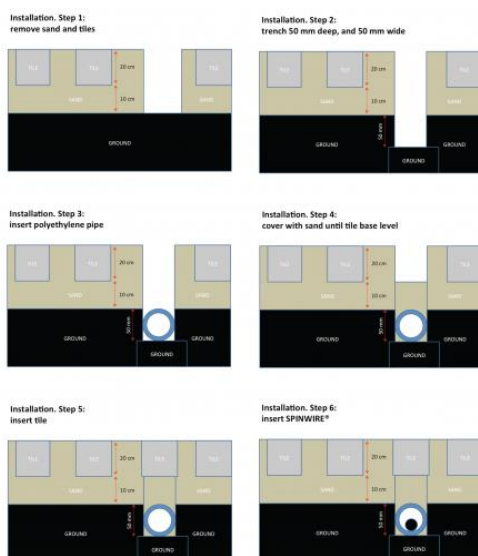 Installation. Step 1:
remove sand and tiles
TILE TILE 20 cm TILE
SAND 10 cm SAND
GROUND
Installation. Step 2:
trench 50 mm deep, and 50 mm wide
TILE TILE 20 cm TILE
SAND 10 cm SAND
GROUND 50 mm GROUND
GROUND
Installation. Step 3:
insert polyethylene pipe
TILE TILE 20 cm TILE
SAND 10 cm SAND
GROUND 50 mm GROUND
GROUND
Installation. Step 4:
cover with sand until tile base level
TILE TILE 20 cm TILE
SAND 10 cm SAND
GROUND 50 mm GROUND
GROUND
Installation. Step 5:
insert tile
TILE TILE 20 cm TILE TILE
SAND 10 cm SAND
GROUND 50 mm GROUND
GROUND
Installation. Step 6:
insert SPINWIRE®
TILE TILE 20 cm TILE TILE
SAND 10 cm SAND
GROUND 50 mm GROUND
GROUND